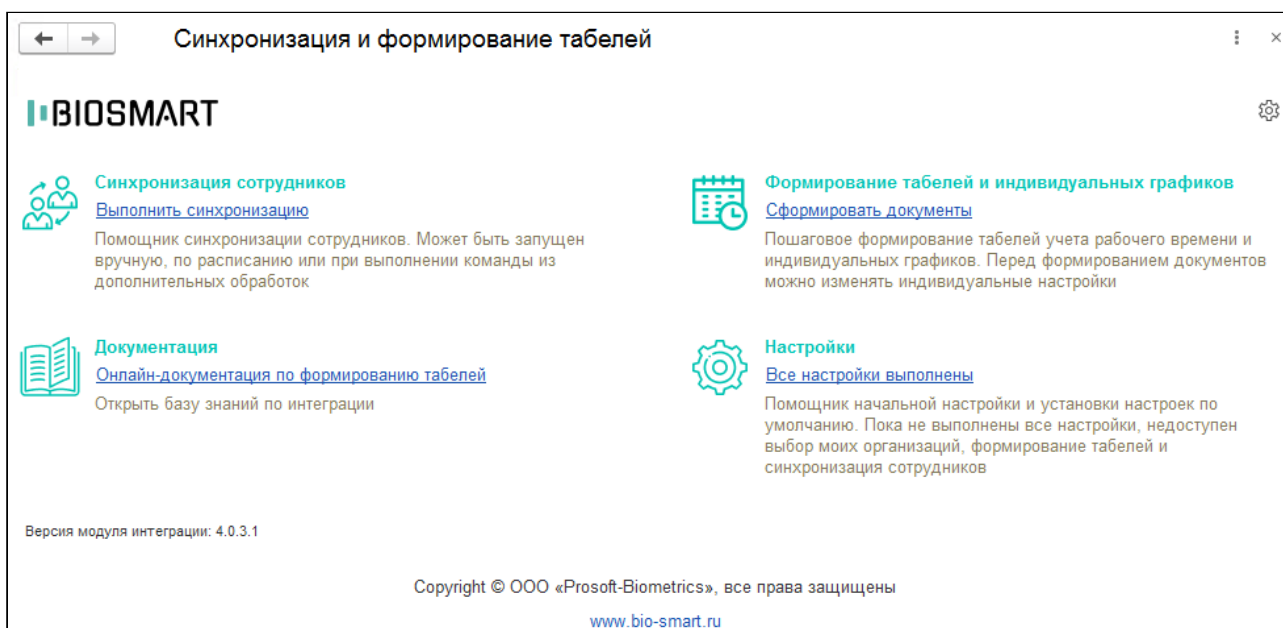 Синхронизация и формирование табелей
BIOSMART
Синхронизация сотрудников
Выполнить синхронизацию
Помощник синхронизации сотрудников. Может быть запущен
вручную, по расписанию или при выполнении команды из
дополнительных обработок
Формирование табелей и индивидуальных графиков
Сформировать документы
Пошаговое формирование табелей учета рабочего времени и
индивидуальных графиков. Перед формированием документов
можно изменять индивидуальные настройки
Документация
Онлайн-документация по формированию табелей
Открыть базу знаний по интеграции
Настройки
Все настройки выполнены
Помощник начальной настройки и установки настроек по
умолчанию. Пока не выполнены все настройки, недоступен
выбор моих организаций, формирование табелей и
синхронизация сотрудников
Версия модуля интеграции: 4.0.3.1
Copyright © ООО «Prosoft-Biometrics», все права защищены
www.bio-smart.ru